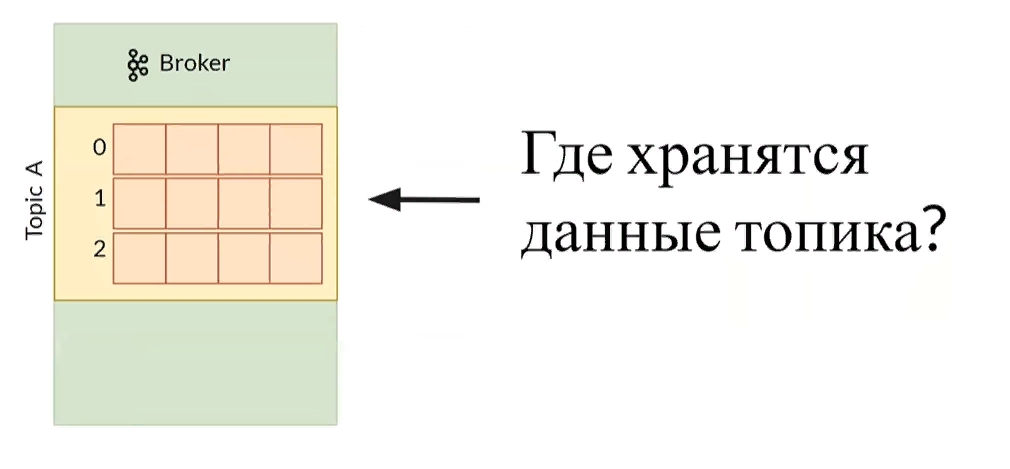 Broker
Topic A
0
1
2
Где хранятся
данные топика?